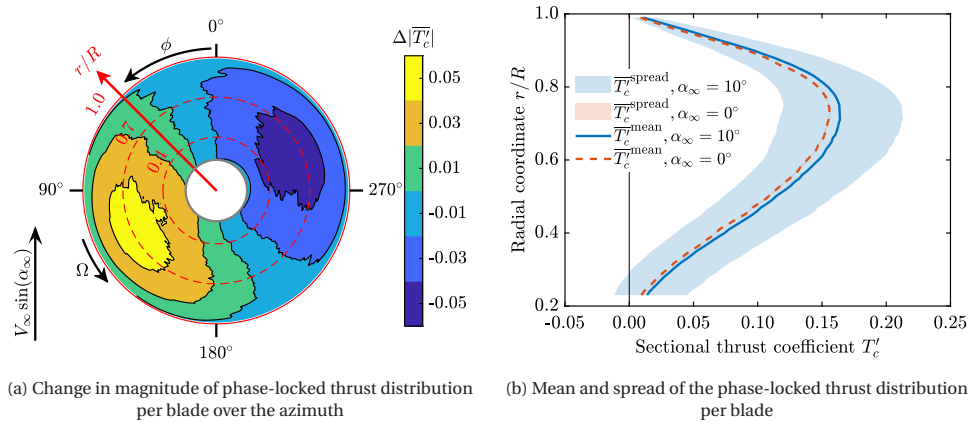 0°
ϕ
r/R
1.0
0.7
0.4
90°
270°
180°
Ω
V∞ sin(α∞)
Δ|T̅′c|
0.05
0.03
0.01
-0.01
-0.03
-0.05
(a) Change in magnitude of phase-locked thrust distribution
per blade over the azimuth
1.0
0.8
0.6
0.4
0.2
Radial coordinate r/R
T̅′c spread, α∞ = 10°
T̅′c spread, α∞ = 0°
T̅′c mean, α∞ = 10°
T̅′c mean, α∞ = 0°
-0.05 0.00 0.05 0.10 0.15 0.20 0.25
Sectional thrust coefficient T′c
(b) Mean and spread of the phase-locked thrust distribution
per blade